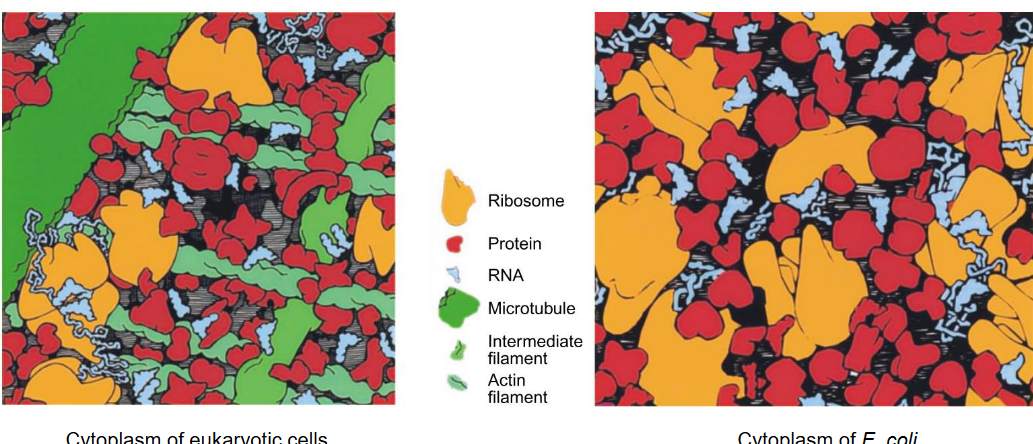 Ribosome
Protein
RNA
Microtubule
Intermediate
filament
Actin
filament
Cytoplasm of eukaryotic cells
Cytoplasm of E. coli